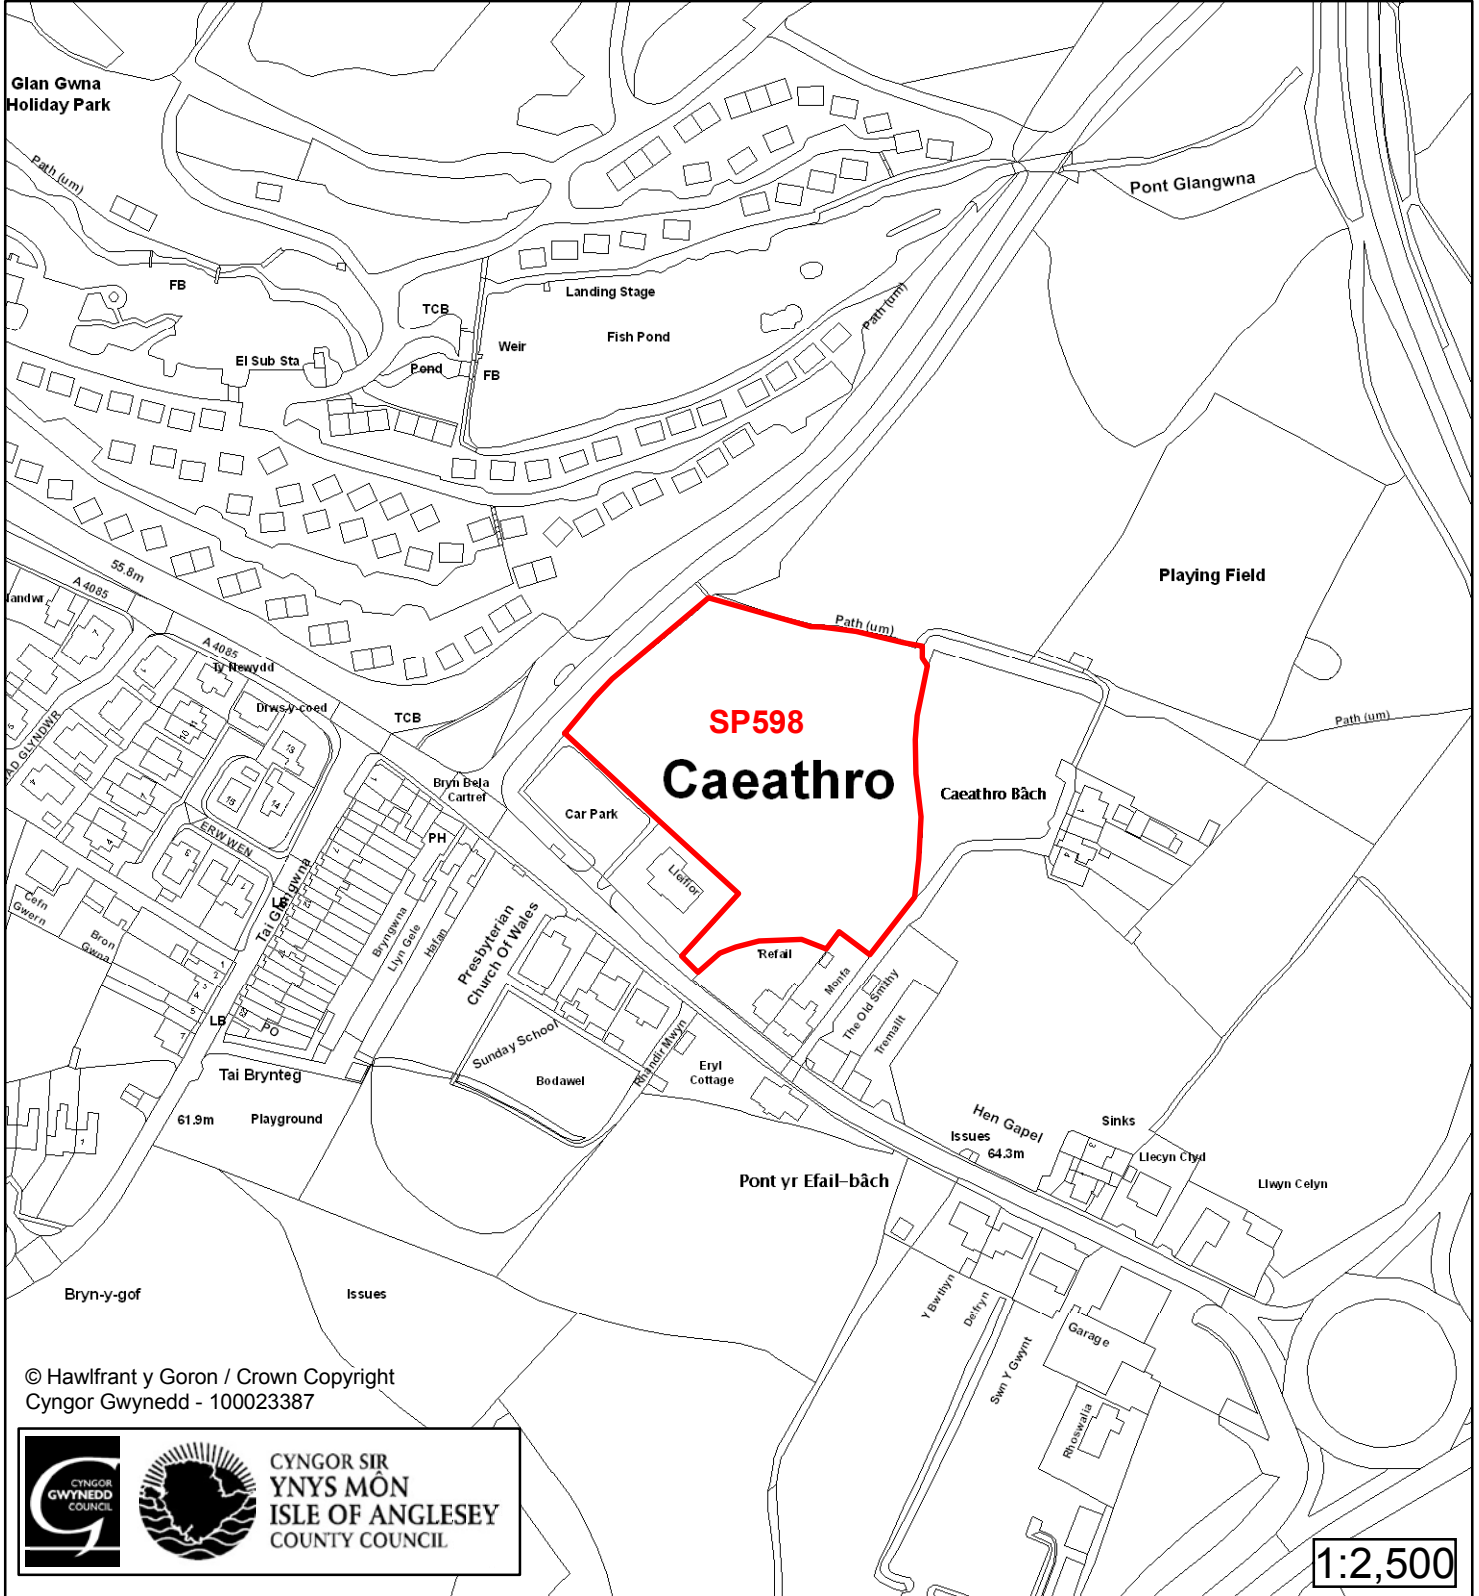 Glan Gwna
Holiday Park
Path (um)
Pont Glangwna
FB
Landing Stage
TCB
Path (um)
Fish Pond
Weir
El Sub Sta
Pond
FB
55.8m
A 4085
Playing Field
Path (um)
A 4085
Ty Newydd
Drws-y-coed
TCB
SP598
Caeathro
Path (um)
Bryn Bela
Cartref
Car Park
Caeathro Bâch
PH
ERW WEN
Lleifior
Tai Glangwna
Cefn
Gwern
Bron
Gwna
Bryngwna
Llyn Gele
Hafan
Presbyterian
Church Of Wales
'Refail
Monfa
The Old Smithy
Tremallt
LB
PO
Sunday School
Rhandir Mwyn
Tai Brynteg
Bodawel
Eryl
Cottage
61.9m
Playground
Hen Gapel
Sinks
Issues
64.3m
Llecyn Clyd
Llwyn Celyn
Pont yr Efail-bâch
Bryn-y-gof
Issues
Y Bwthyn
Delfryn
Swn Y Gwynt
Garage
Rhoswalia
© Hawlfrant y Goron / Crown Copyright
Cyngor Gwynedd - 100023387
CYNGOR
GWYNEDD
COUNCIL
CYNGOR SIR
YNYS MÔN
ISLE OF ANGLESEY
COUNTY COUNCIL
1:2,500